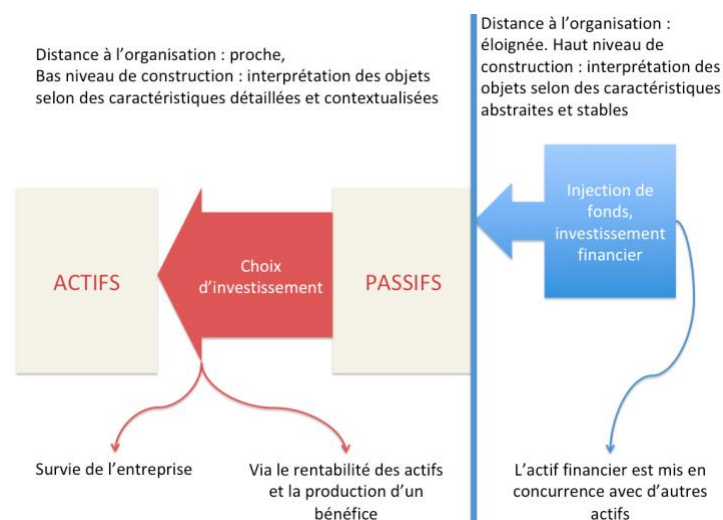 Distance à l'organisation : proche,
Bas niveau de construction : interprétation des objets
selon des caractéristiques détaillées et contextualisées
Distance à l'organisation :
éloignée. Haut niveau de
construction : interprétation des
objets selon des caractéristiques
abstraites et stables
ACTIFS
Choix
d'investissement
PASSIFS
Injection de
fonds,
investissement
financier
Survie de l'entreprise
Via le rentabilité des actifs
et la production d'un
bénéfice
L'actif financier est mis en
concurrence avec d'autres
actifs